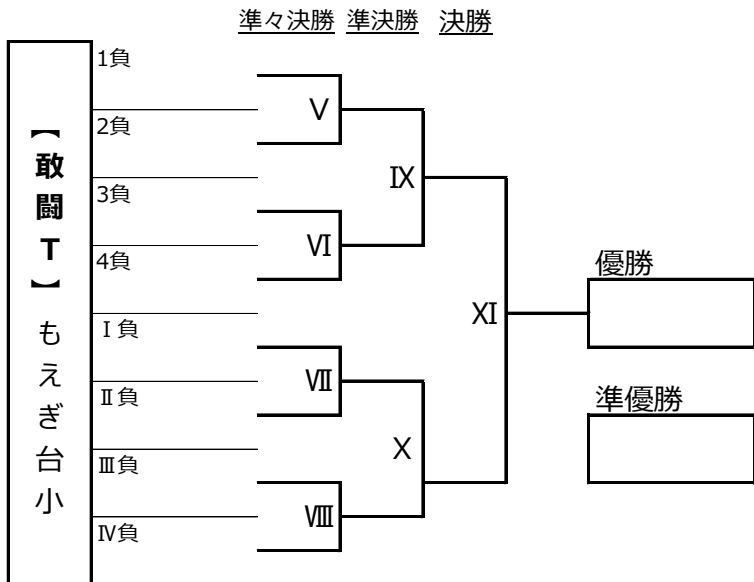 準々決勝 準決勝 決勝
【敢闘T】もえぎ台小
1負
2負
3負
4負
Ⅰ負
Ⅱ負
Ⅲ負
Ⅳ負
Ⅴ
Ⅵ
Ⅶ
Ⅷ
Ⅸ
Ⅹ
Ⅺ
優勝
準優勝